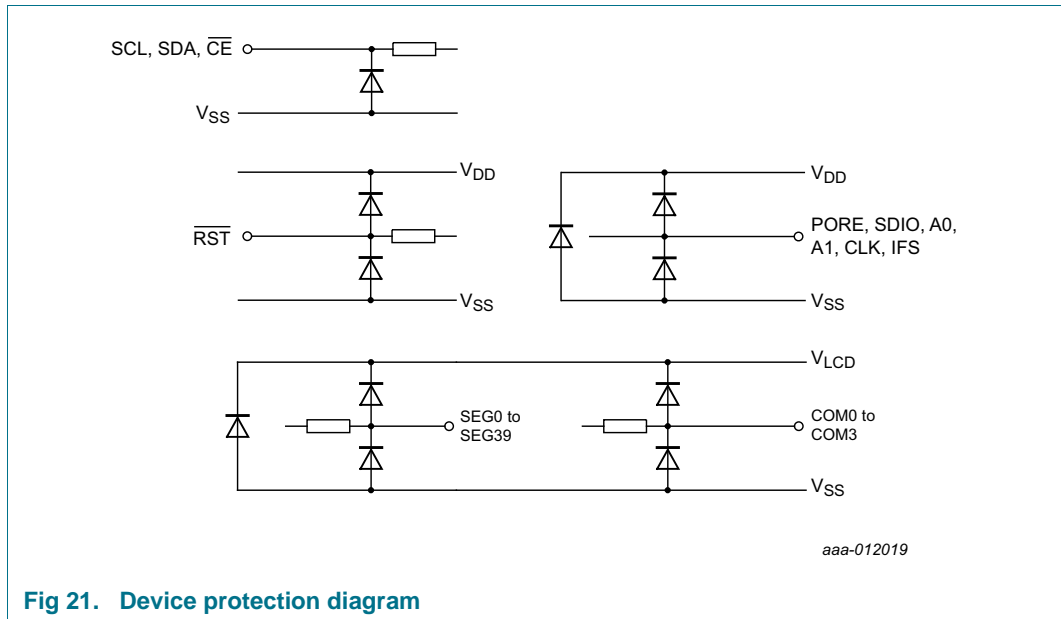 SCL, SDA, CE
VSS
VDD
RST
VSS
VDD
PORE, SDIO, A0,
A1, CLK, IFS
VSS
VLCD
SEG0 to
SEG39
COM0 to
COM3
VSS
aaa-012019
Fig 21. Device protection diagram